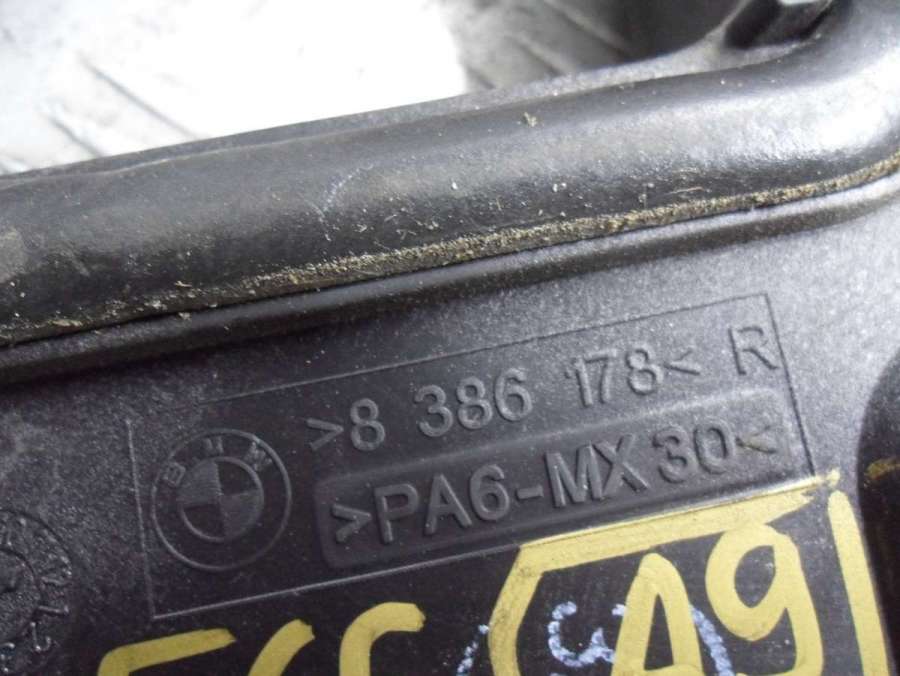 >8 386 178< R
BMW
>PA6-MX30<
A9